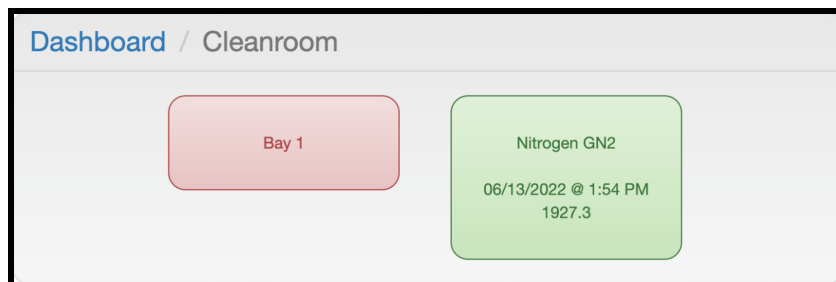 Dashboard / Cleanroom
Bay 1
Nitrogen GN2
06/13/2022 @ 1:54 PM
1927.3